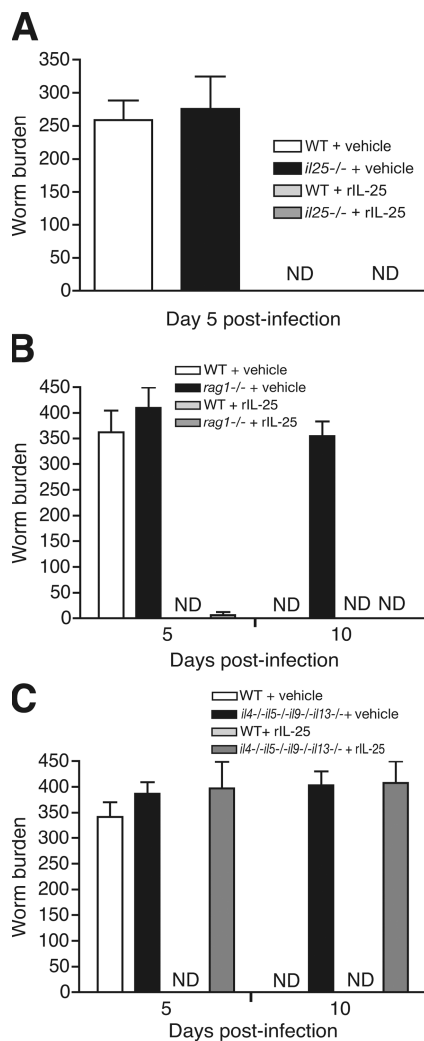 A
350
300
250
200
150
100
50
0
Worm burden
WT + vehicle
il25-/- + vehicle
WT + rIL-25
il25-/- + rIL-25
ND ND
Day 5 post-infection
B
WT + vehicle
rag1-/- + vehicle
WT + rIL-25
rag1-/- + rIL-25
450
400
350
300
250
200
150
100
50
0
Worm burden
ND ND ND ND
5 10
Days post-infection
C
WT + vehicle
il4-/-il5-/-il9-/-il13-/-+ vehicle
WT+ rIL-25
il4-/-il5-/-il9-/-il13-/- + rIL-25
450
400
350
300
250
200
150
100
50
0
Worm burden
ND ND ND
5 10
Days post-infection